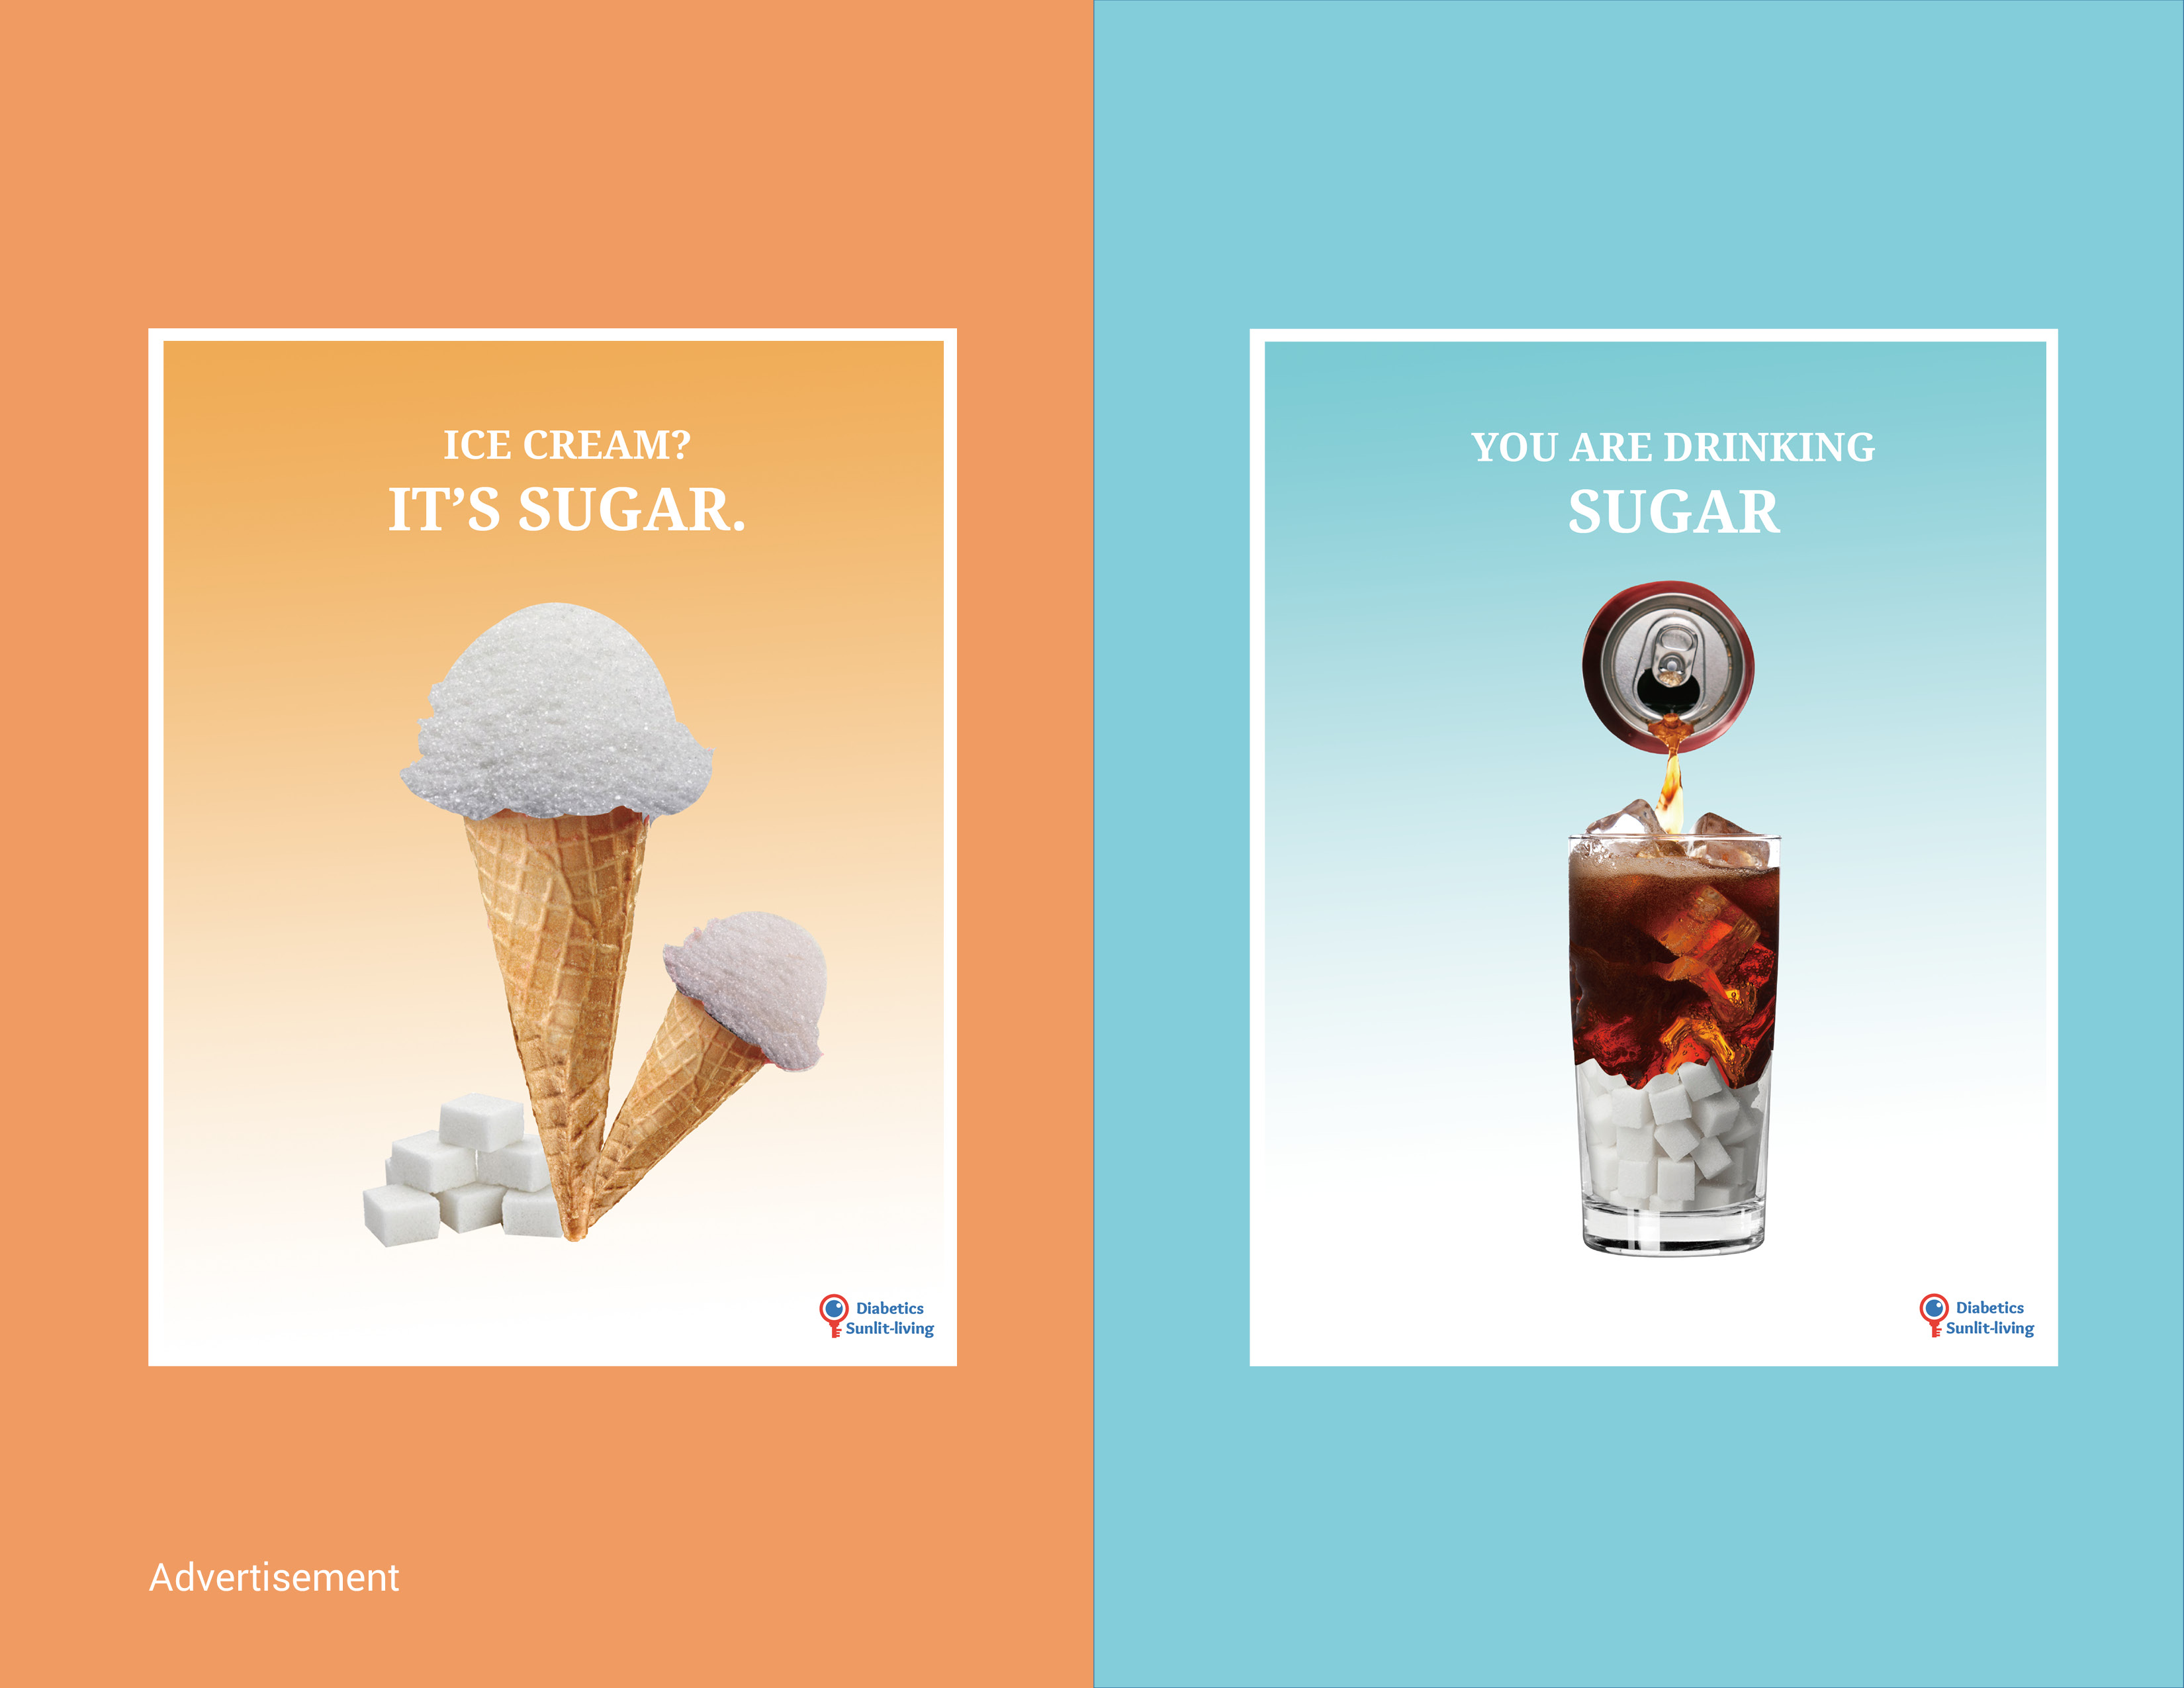 ICE CREAM?
IT’S SUGAR.
Diabetics
Sunlit-living
YOU ARE DRINKING
SUGAR
Diabetics
Sunlit-living
Advertisement